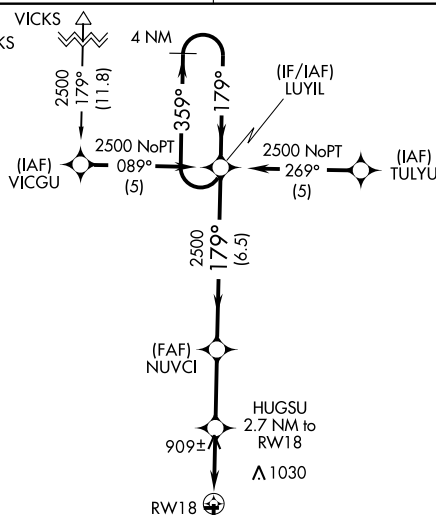 VICKS
KS
4 NM
2500
179°
(11.8)
359°
179°
(IF/IAF)
LUYIL
2500 NoPT
089°
(5)
2500 NoPT
269°
(5)
(IAF)
VICGU
(IAF)
TULYU
2500
179°
(6.5)
(FAF)
NUVCI
HUGSU
2.7 NM to
RW18
909±
1030
RW18